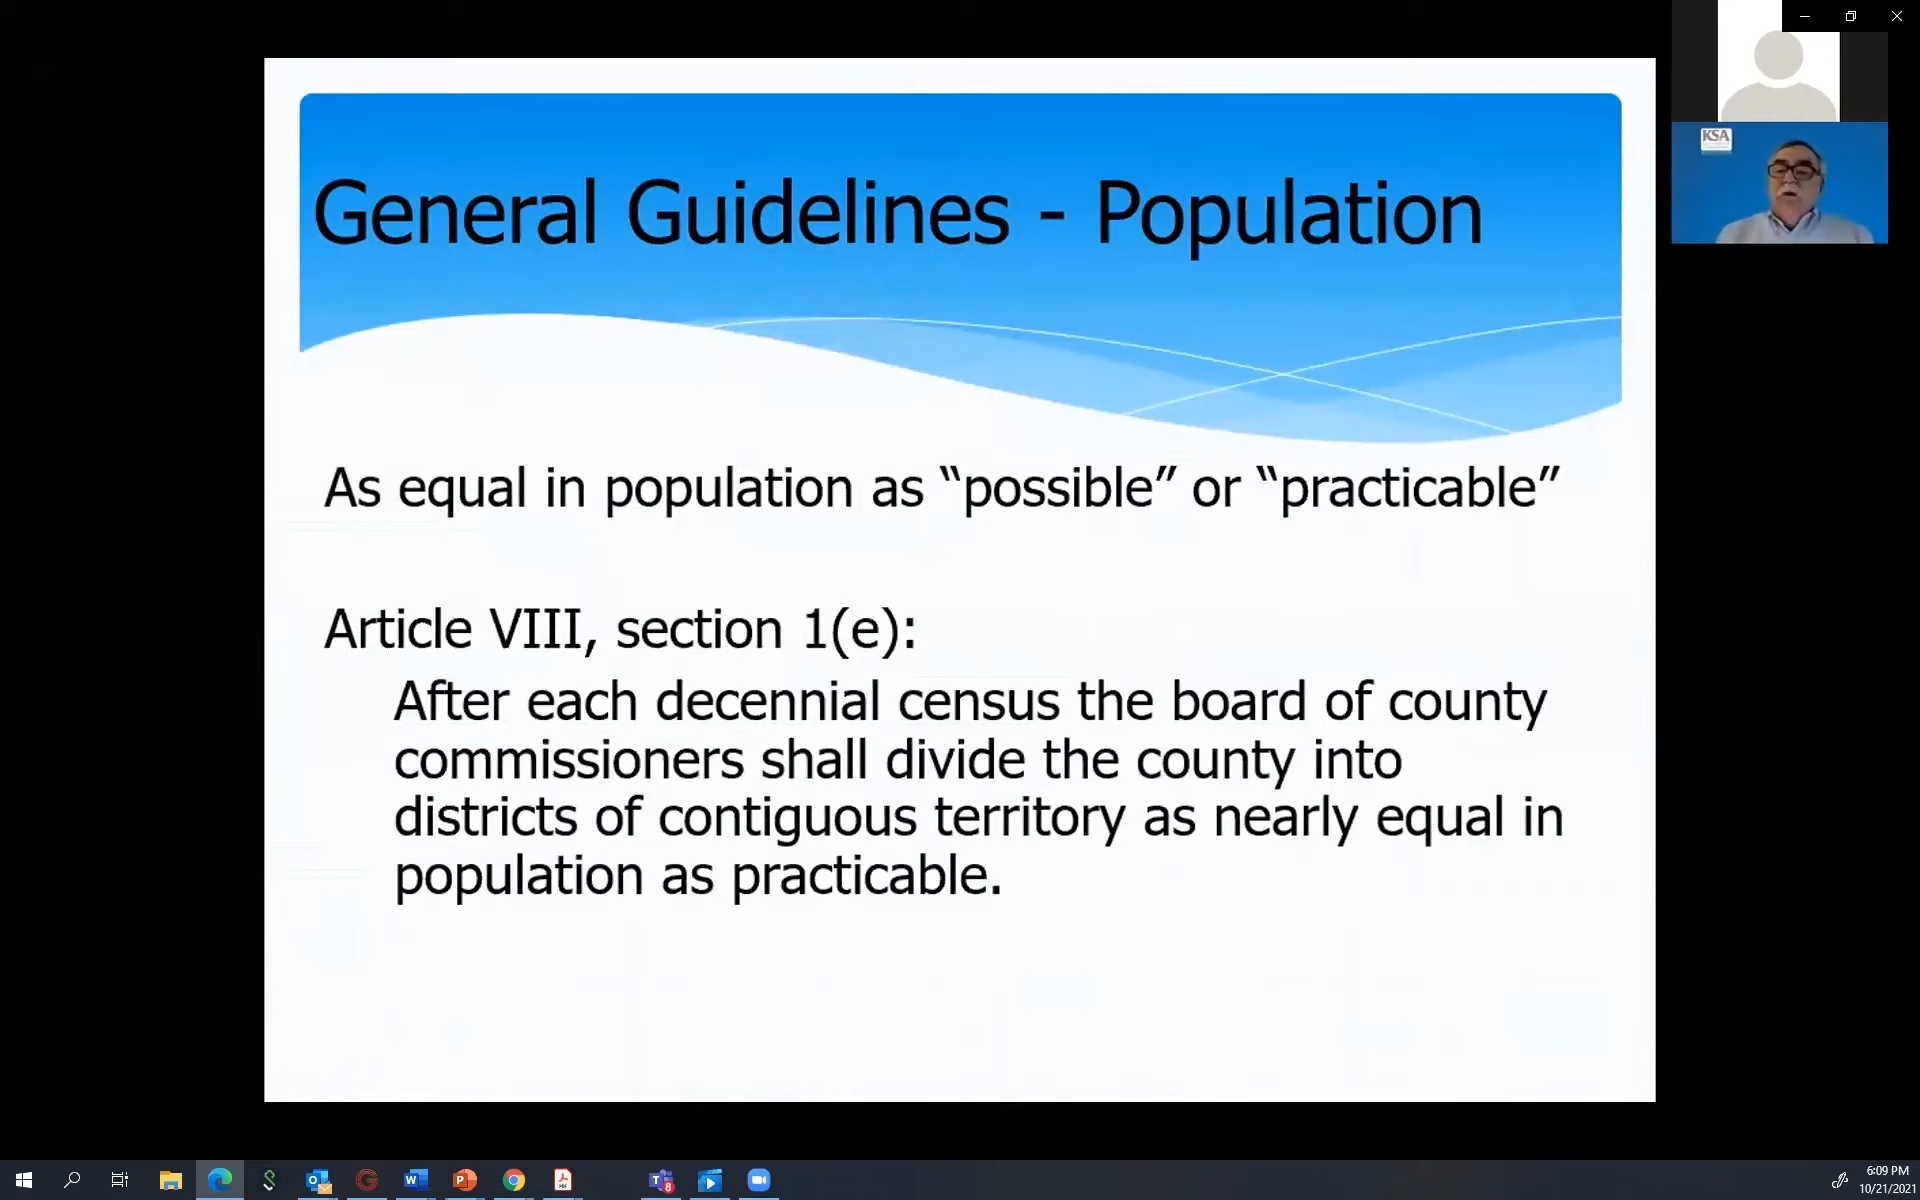 KSA
General Guidelines - Population
As equal in population as “possible” or “practicable”
Article VIII, section 1(e):
After each decennial census the board of county
commissioners shall divide the county into
districts of contiguous territory as nearly equal in
population as practicable.
6:09 PM
10/21/2021